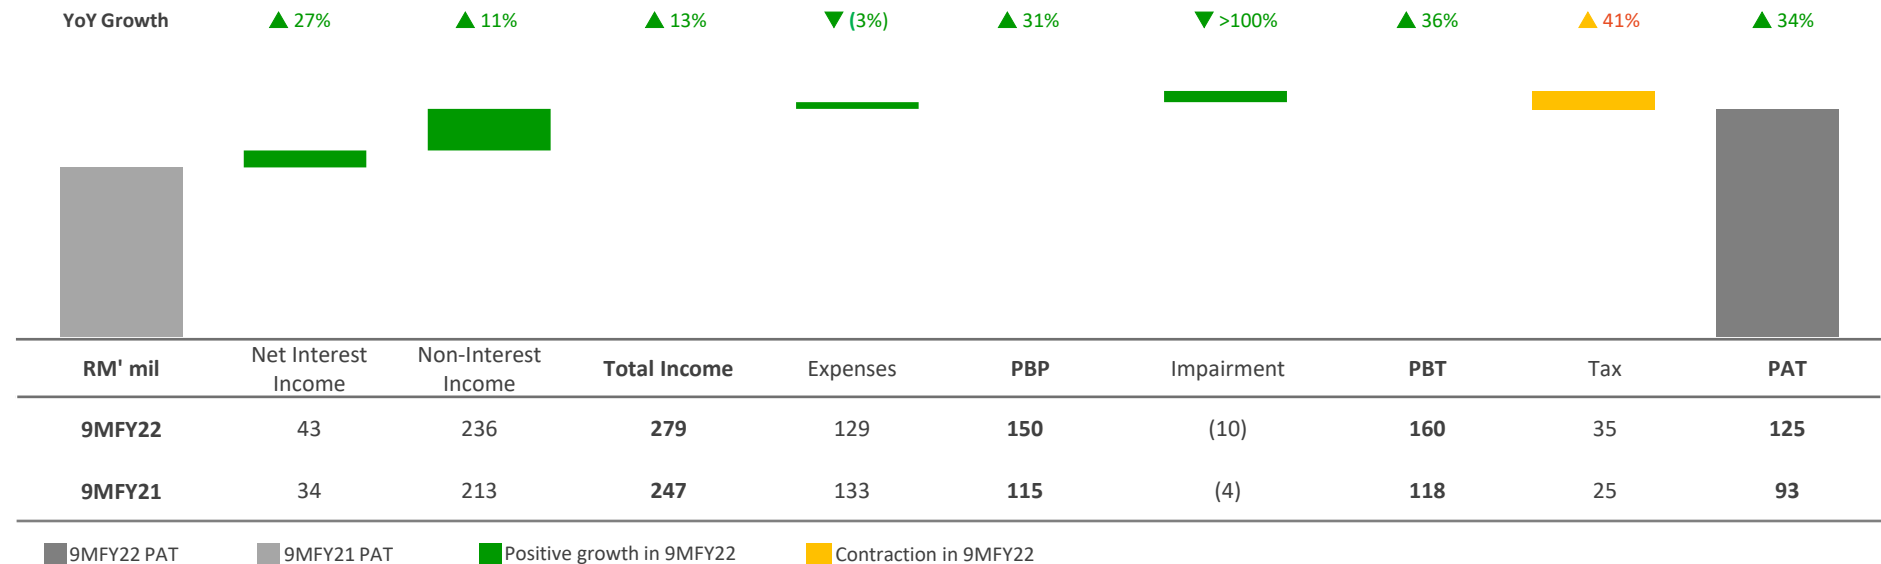 YoY Growth ▲ 27% ▲ 11% ▲ 13% ▼ (3%) ▲ 31% ▼ >100% ▲ 36% ▲ 41% ▲ 34%
RM' mil Net Interest Income Non-Interest Income Total Income Expenses PBP Impairment PBT Tax PAT
9MFY22 43 236 279 129 150 (10) 160 35 125
9MFY21 34 213 247 133 115 (4) 118 25 93
9MFY22 PAT 9MFY21 PAT Positive growth in 9MFY22 Contraction in 9MFY22